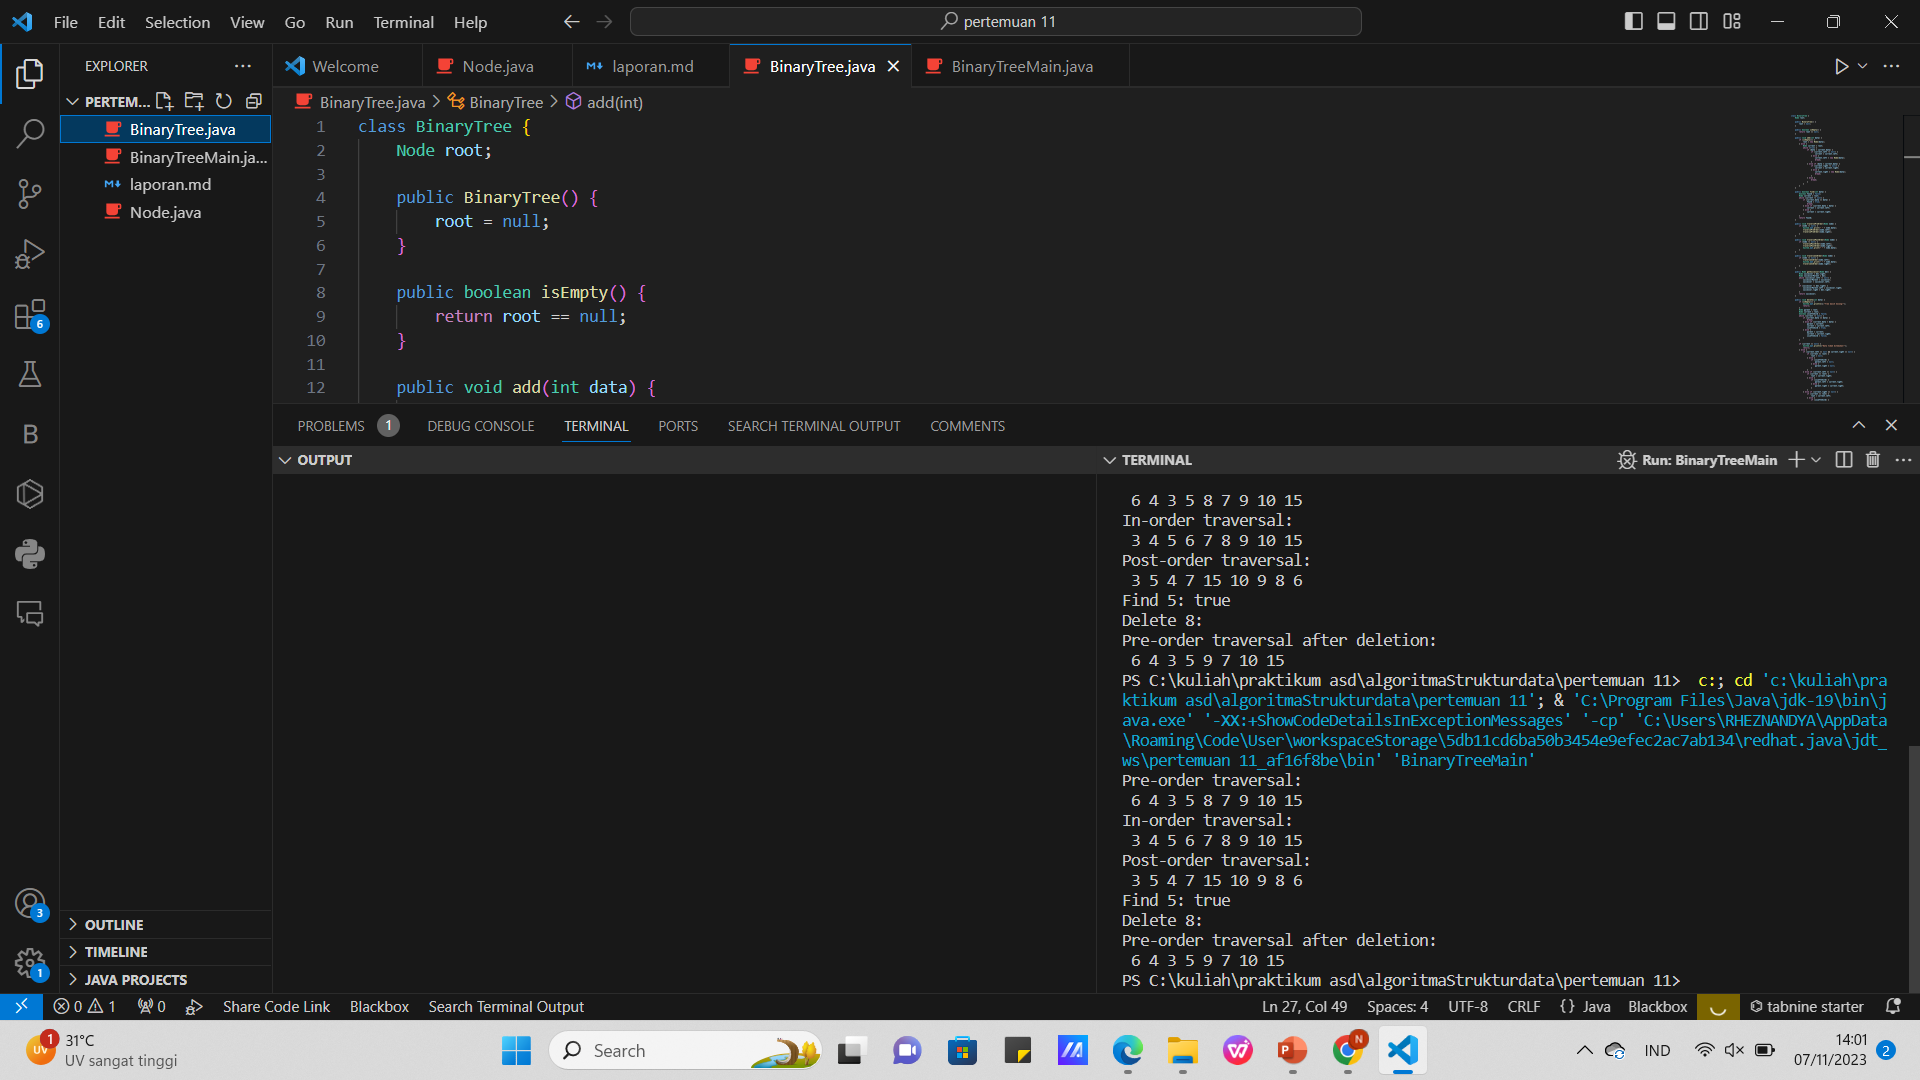 File Edit Selection View Go Run Terminal Help
pertemuan 11
EXPLORER
Welcome
Node.java
laporan.md
BinaryTree.java
BinaryTreeMain.java
PERTEM...
BinaryTree.java
BinaryTreeMain.ja...
laporan.md
Node.java
BinaryTree.java > BinaryTree > add(int)
1 class BinaryTree {
2 Node root;
3
4 public BinaryTree() {
5 root = null;
6 }
7
8 public boolean isEmpty() {
9 return root == null;
10 }
11
12 public void add(int data) {
PROBLEMS 1 DEBUG CONSOLE TERMINAL PORTS SEARCH TERMINAL OUTPUT COMMENTS
OUTPUT
TERMINAL
Run: BinaryTreeMain
6 4 3 5 8 7 9 10 15
In-order traversal:
3 4 5 6 7 8 9 10 15
Post-order traversal:
3 5 4 7 15 10 9 8 6
Find 5: true
Delete 8:
Pre-order traversal after deletion:
6 4 3 5 9 7 10 15
PS C:\kuliah\praktikum asd\algoritmaStrukturdata\pertemuan 11> c:; cd 'c:\kuliah\pra
ktikum asd\algoritmaStrukturdata\pertemuan 11'; & 'C:\Program Files\Java\jdk-19\bin\j
ava.exe' '-XX:+ShowCodeDetailsInExceptionMessages' '-cp' 'C:\Users\RHEZNANDYA\AppData
\Roaming\Code\User\workspaceStorage\5db11cd6ba50b3454e9efec2ac7ab134\redhat.java\jdt_
ws\pertemuan 11_af16f8be\bin' 'BinaryTreeMain'
Pre-order traversal:
6 4 3 5 8 7 9 10 15
In-order traversal:
3 4 5 6 7 8 9 10 15
Post-order traversal:
3 5 4 7 15 10 9 8 6
Find 5: true
Delete 8:
Pre-order traversal after deletion:
6 4 3 5 9 7 10 15
PS C:\kuliah\praktikum asd\algoritmaStrukturdata\pertemuan 11>
6
B
3
1
OUTLINE
TIMELINE
JAVA PROJECTS
0 1 0 Share Code Link Blackbox Search Terminal Output
Ln 27, Col 49 Spaces: 4 UTF-8 CRLF {} Java Blackbox tabnine starter
UV 1
31°C
UV sangat tinggi
Search
N
IND
14:01
07/11/2023
2